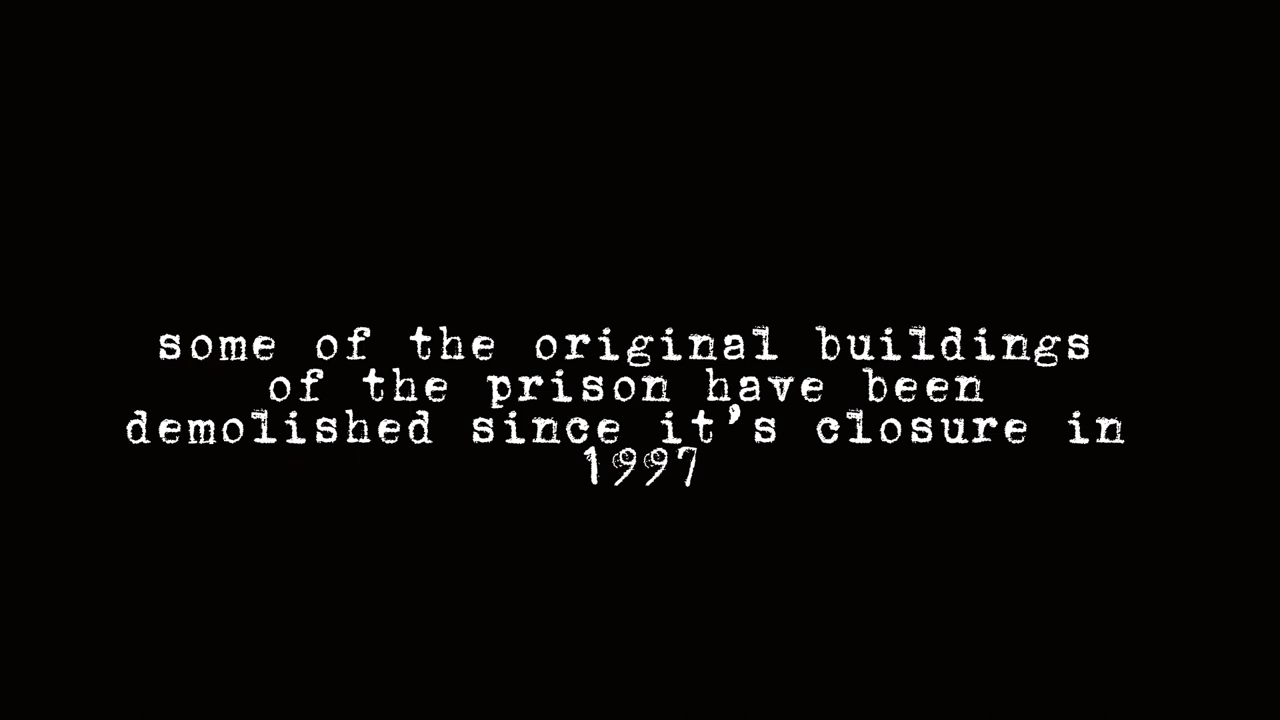 some of the original buildings
of the prison have been
demolished since it's closure in
1997